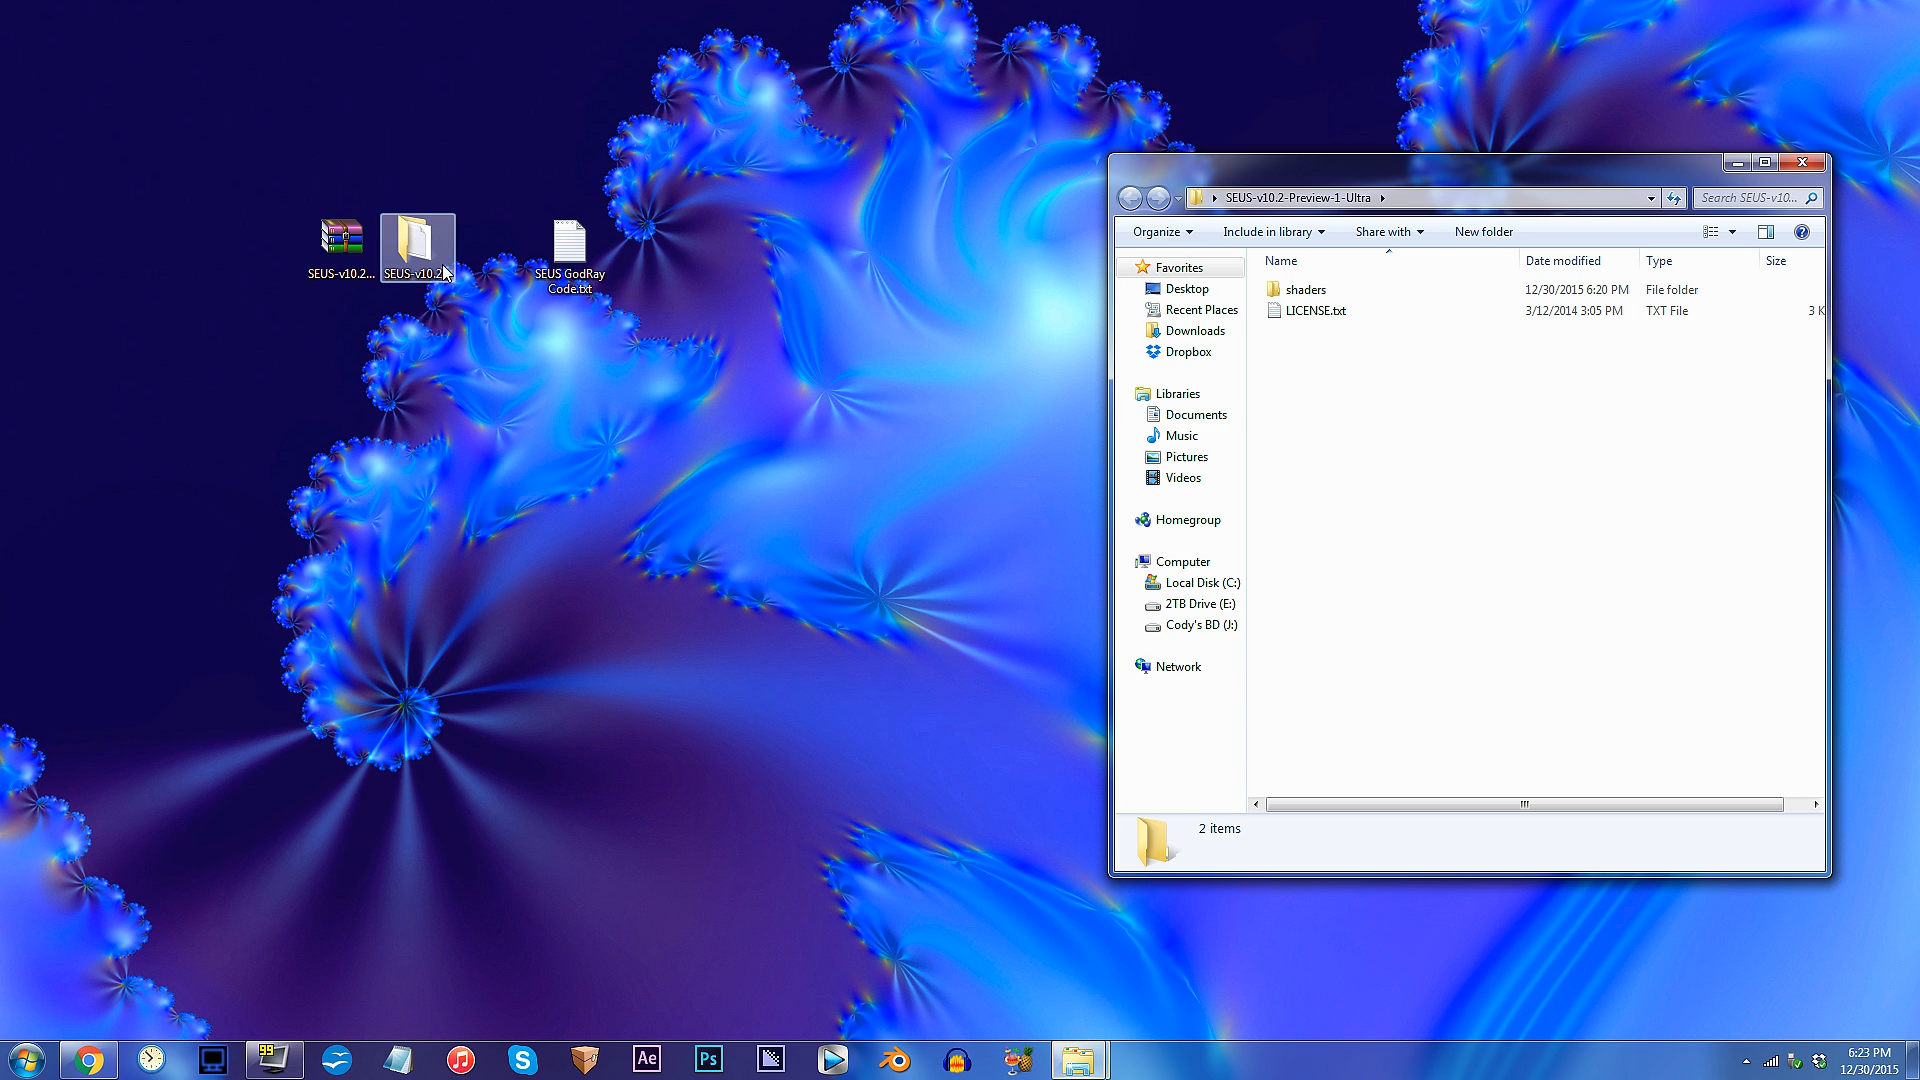 SEUS-v10.2...
SEUS-v10.2
SEUS GodRay
Code.txt
SEUS-v10.2-Preview-1-Ultra
Search SEUS-v10...
Organize
Include in library
Share with
New folder
Name
Date modified
Type
Size
Favorites
Desktop
Recent Places
Downloads
Dropbox
Libraries
Documents
Music
Pictures
Videos
Homegroup
Computer
Local Disk (C:)
2TB Drive (E:)
Cody's BD (J:)
Network
shaders
12/30/2015 6:20 PM
File folder
LICENSE.txt
3/12/2014 3:05 PM
TXT File
3 K
2 items
99
Ae
Ps
6:23 PM
12/30/2015